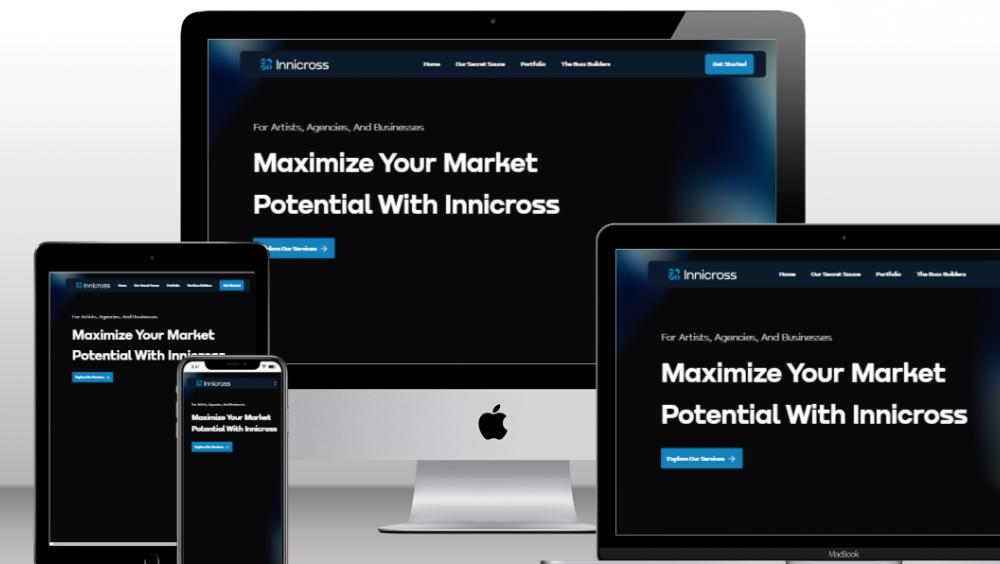 Innicross
Home Our Secret Sauce Portfolio The Buzz Builders
Get Started
For Artists, Agencies, And Businesses
Maximize Your Market
Potential With Innicross
Our Services →
Innicross
Home Our Secret Sauce Portfolio The Buzz Builders
Get Started
For Artists, Agencies, And Businesses
Maximize Your Market
Potential With Innicross
Explore Our Services →
9:41
Innicross
For Artists, Agencies, And Businesses
Maximize Your Market
Potential With Innicross
Explore Our Services →
Innicross
Home Our Secret Sauce Portfolio The Buzz Builders
For Artists, Agencies, And Businesses
Maximize Your Market
Potential With Innicross
Explore Our Services →
MacBook